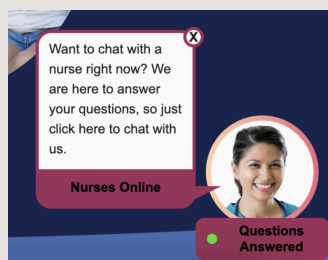 X
Want to chat with a
nurse right now? We
are here to answer
your questions, so just
click here to chat with
us.
Nurses Online
Questions
Answered